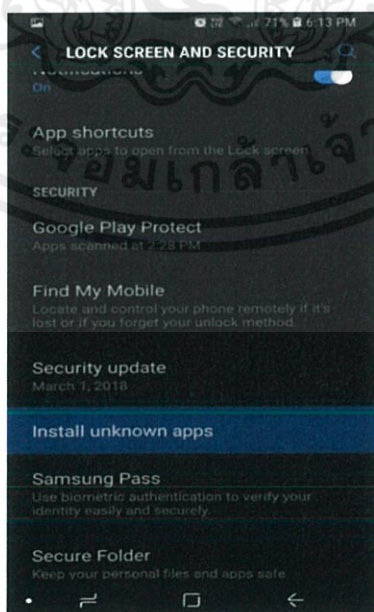 71% 6:13 PM
LOCK SCREEN AND SECURITY
Notifications
On
App shortcuts
Select apps to open from the Lock screen.
SECURITY
Google Play Protect
Apps scanned at 2:28 PM
Find My Mobile
Locate and control your phone remotely if it's
lost or if you forget your unlock method.
Security update
March 1, 2018
Install unknown apps
Samsung Pass
Use biometric authentication to verify your
identity easily and securely.
Secure Folder
Keep your personal files and apps safe